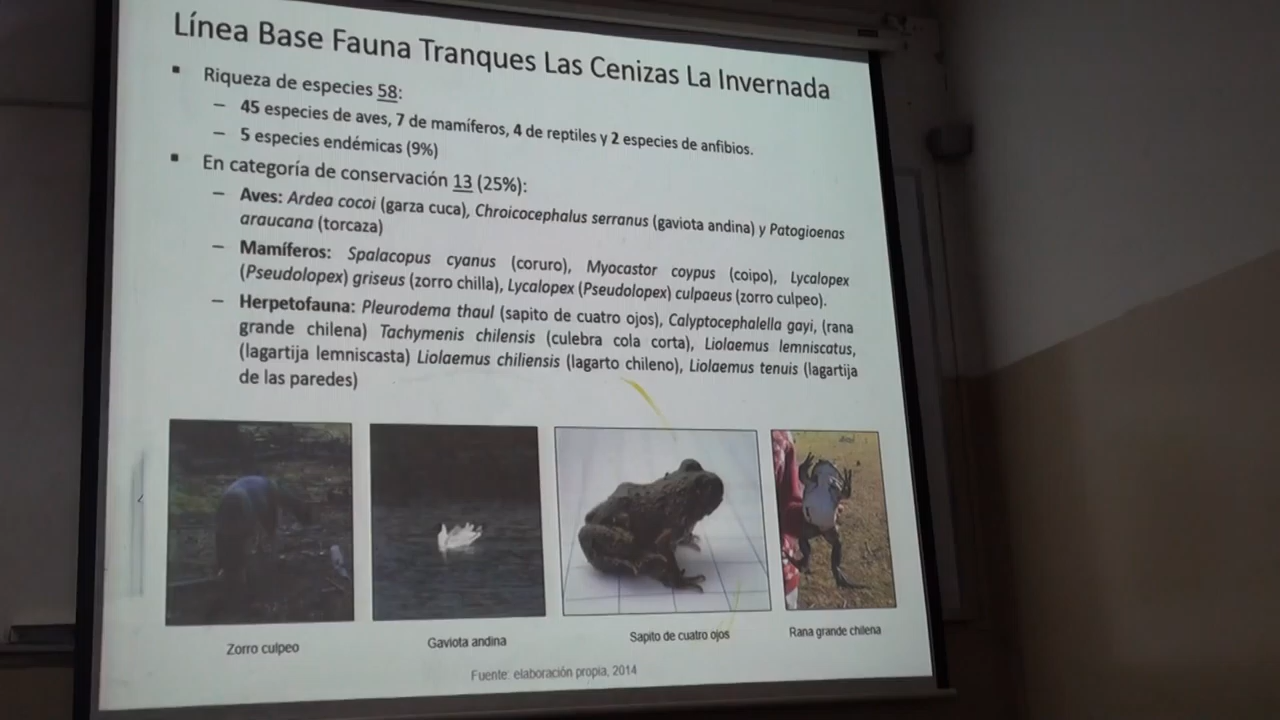 Línea Base Fauna Tranques Las Cenizas La Invernada
▪ Riqueza de especies 58:
– 45 especies de aves, 7 de mamíferos, 4 de reptiles y 2 especies de anfibios.
– 5 especies endémicas (9%)
▪ En categoría de conservación 13 (25%):
– Aves: Ardea cocoi (garza cuca), Chroicocephalus serranus (gaviota andina) y Patogioenas
araucana (torcaza)
– Mamíferos: Spalacopus cyanus (coruro), Myocastor coypus (coipo), Lycalopex
(Pseudolopex) griseus (zorro chilla), Lycalopex (Pseudolopex) culpaeus (zorro culpeo).
– Herpetofauna: Pleurodema thaul (sapito de cuatro ojos), Calyptocephalella gayi, (rana
grande chilena) Tachymenis chilensis (culebra cola corta), Liolaemus lemniscatus,
(lagartija lemniscasta) Liolaemus chiliensis (lagarto chileno), Liolaemus tenuis (lagartija
de las paredes)
Zorro culpeo
Gaviota andina
Sapito de cuatro ojos
Rana grande chilena
Fuente: elaboración propia, 2014